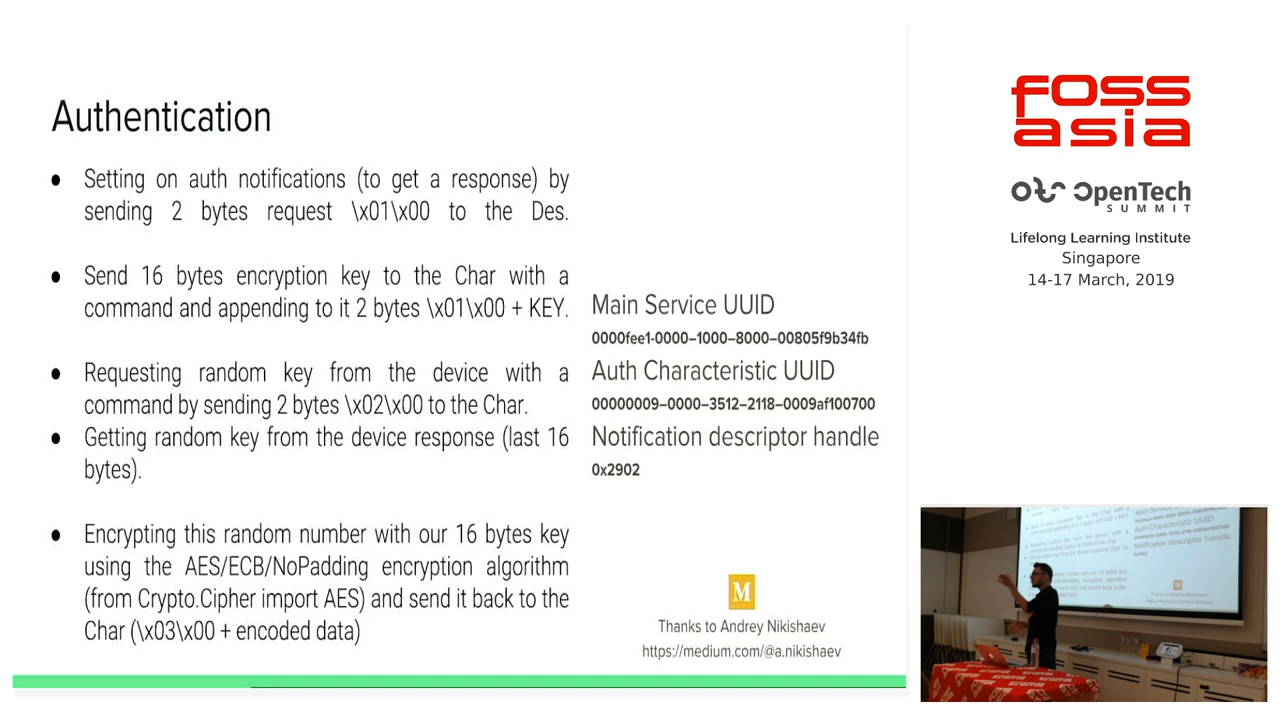 Authentication
Setting on auth notifications (to get a response) by
sending 2 bytes request \x01\x00 to the Des.
Send 16 bytes encryption key to the Char with a
command and appending to it 2 bytes \x01\x00 + KEY.
Requesting random key from the device with a
command by sending 2 bytes \x02\x00 to the Char.
Getting random key from the device response (last 16
bytes).
Encrypting this random number with our 16 bytes key
using the AES/ECB/NoPadding encryption algorithm
(from Crypto.Cipher import AES) and send it back to the
Char (\x03\x00 + encoded data)
Main Service UUID
0000fee1-0000–1000–8000–00805f9b34fb
Auth Characteristic UUID
00000009–0000–3512–2118–0009af100700
Notification descriptor handle
0x2902
M
Thanks to Andrey Nikishaev
https://medium.com/@a.nikishaev
foss
asia
OpenTech
SUMMIT
Lifelong Learning Institute
Singapore
14-17 March, 2019
Auth Characteristic UUID
Notification descriptor handle